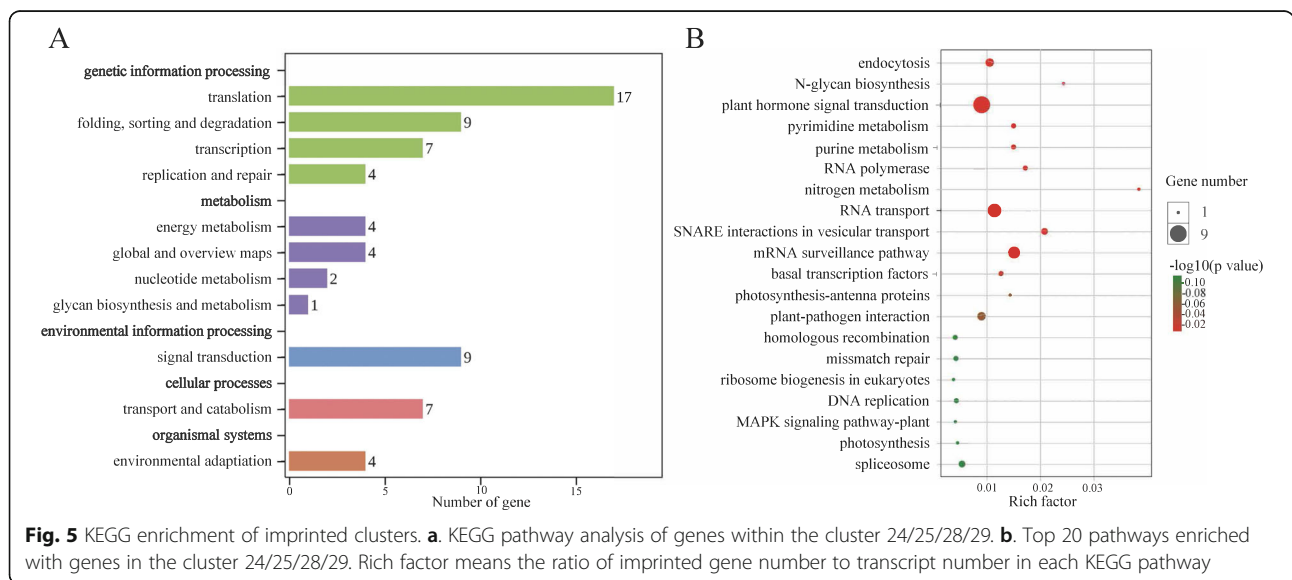 A
genetic information processing
translation
17
folding, sorting and degradation
9
transcription
7
replication and repair
4
metabolism
energy metabolism
4
global and overview maps
4
nucleotide metabolism
2
glycan biosynthesis and metabolism
1
environmental information processing
signal transduction
9
cellular processes
transport and catabolism
7
organismal systems
environmental adaptiation
4
0 5 10 15
Number of gene
B
endocytosis
N-glycan biosynthesis
plant hormone signal transduction
pyrimidine metabolism
purine metabolism
RNA polymerase
nitrogen metabolism
RNA transport
SNARE interactions in vesicular transport
mRNA surveillance pathway
basal transcription factors
photosynthesis-antenna proteins
plant-pathogen interaction
homologous recombination
missmatch repair
ribosome biogenesis in eukaryotes
DNA replication
MAPK signaling pathway-plant
photosynthesis
spliceosome
0.01 0.02 0.03
Rich factor
Gene number
1
9
-log10(p value)
-0.10
-0.08
-0.06
-0.04
-0.02
Fig. 5 KEGG enrichment of imprinted clusters. a. KEGG pathway analysis of genes within the cluster 24/25/28/29. b. Top 20 pathways enriched
with genes in the cluster 24/25/28/29. Rich factor means the ratio of imprinted gene number to transcript number in each KEGG pathway